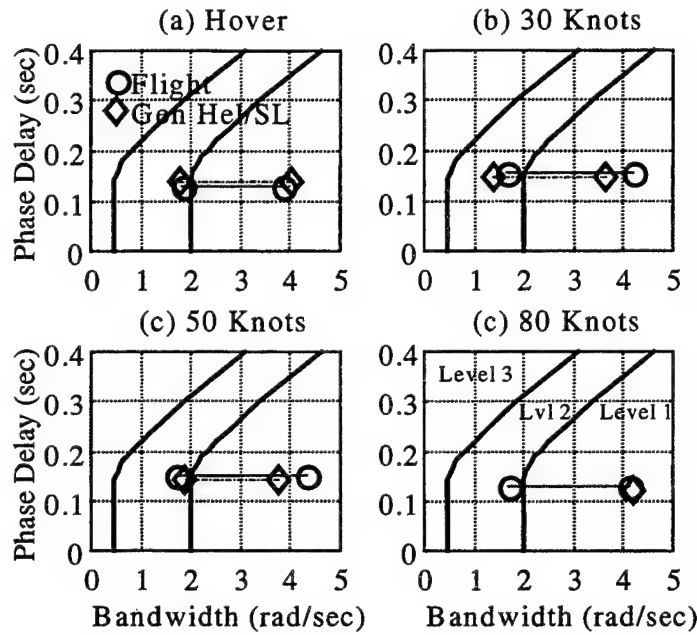 (a) Hover
(b) 30 Knots
Phase Delay (sec)
0.4
0.3
0.2
0.1
0
Flight
Gen Hel/SL
0 1 2 3 4 5
0.4
0.3
0.2
0.1
0
0 1 2 3 4 5
(c) 50 Knots
(c) 80 Knots
Phase Delay (sec)
0.4
0.3
0.2
0.1
0
0 1 2 3 4 5
Bandwidth (rad/sec)
0.4
0.3
0.2
0.1
0
Level 3
Lvl 2
Level 1
0 1 2 3 4 5
Bandwidth (rad/sec)